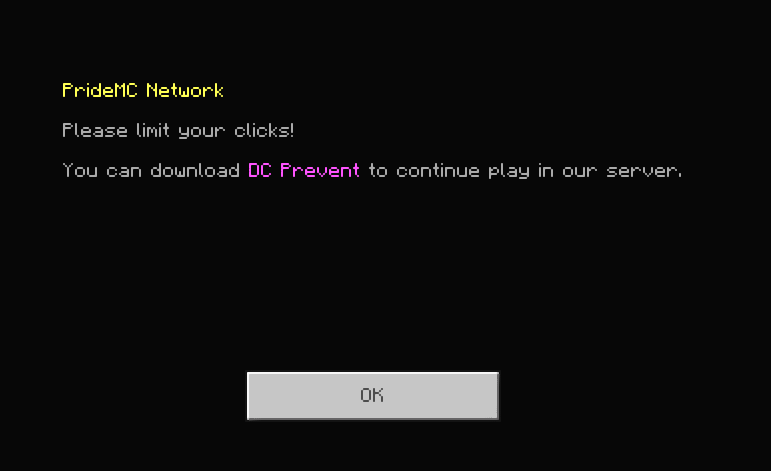 PrideMC Network
Please limit your clicks!
You can download DC Prevent to continue play in our server.
OK